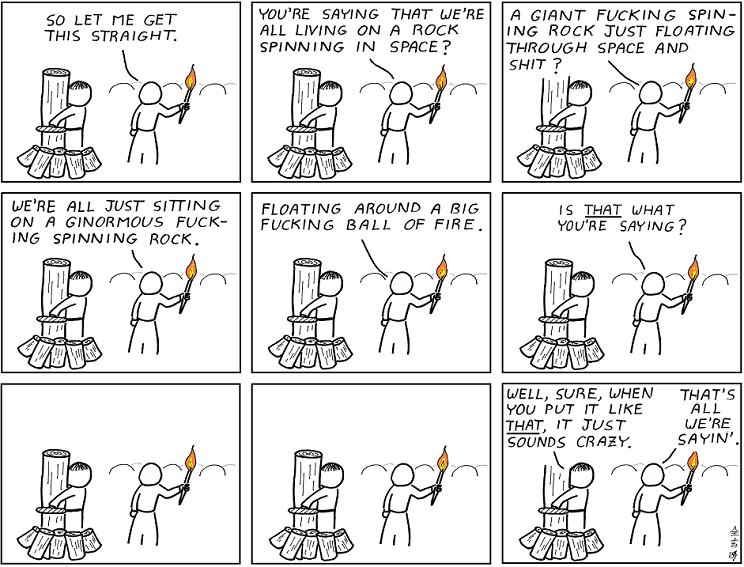 SO LET ME GET
THIS STRAIGHT.
YOU'RE SAYING THAT WE'RE
ALL LIVING ON A ROCK
SPINNING IN SPACE?
A GIANT FUCKING SPIN-
ING ROCK JUST FLOATING
THROUGH SPACE AND
SHIT?
WE'RE ALL JUST SITTING
ON A GINORMOUS FUCK-
ING SPINNING ROCK.
FLOATING AROUND A BIG
FUCKING BALL OF FIRE.
IS THAT WHAT
YOU'RE SAYING?
WELL, SURE, WHEN
YOU PUT IT LIKE
THAT, IT JUST
SOUNDS CRAZY.
THAT'S
ALL
WE'RE
SAYIN'.